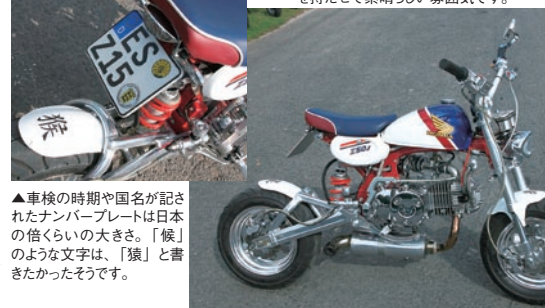 を持たせて素晴らしい雰囲気です。
ES
Z15
猴
Z50J
▲車検の時期や国名が記さ
れたナンバープレートは日本
の倍くらいの大きさ。「候」
のような文字は、「猿」と書
きたかったそうです。